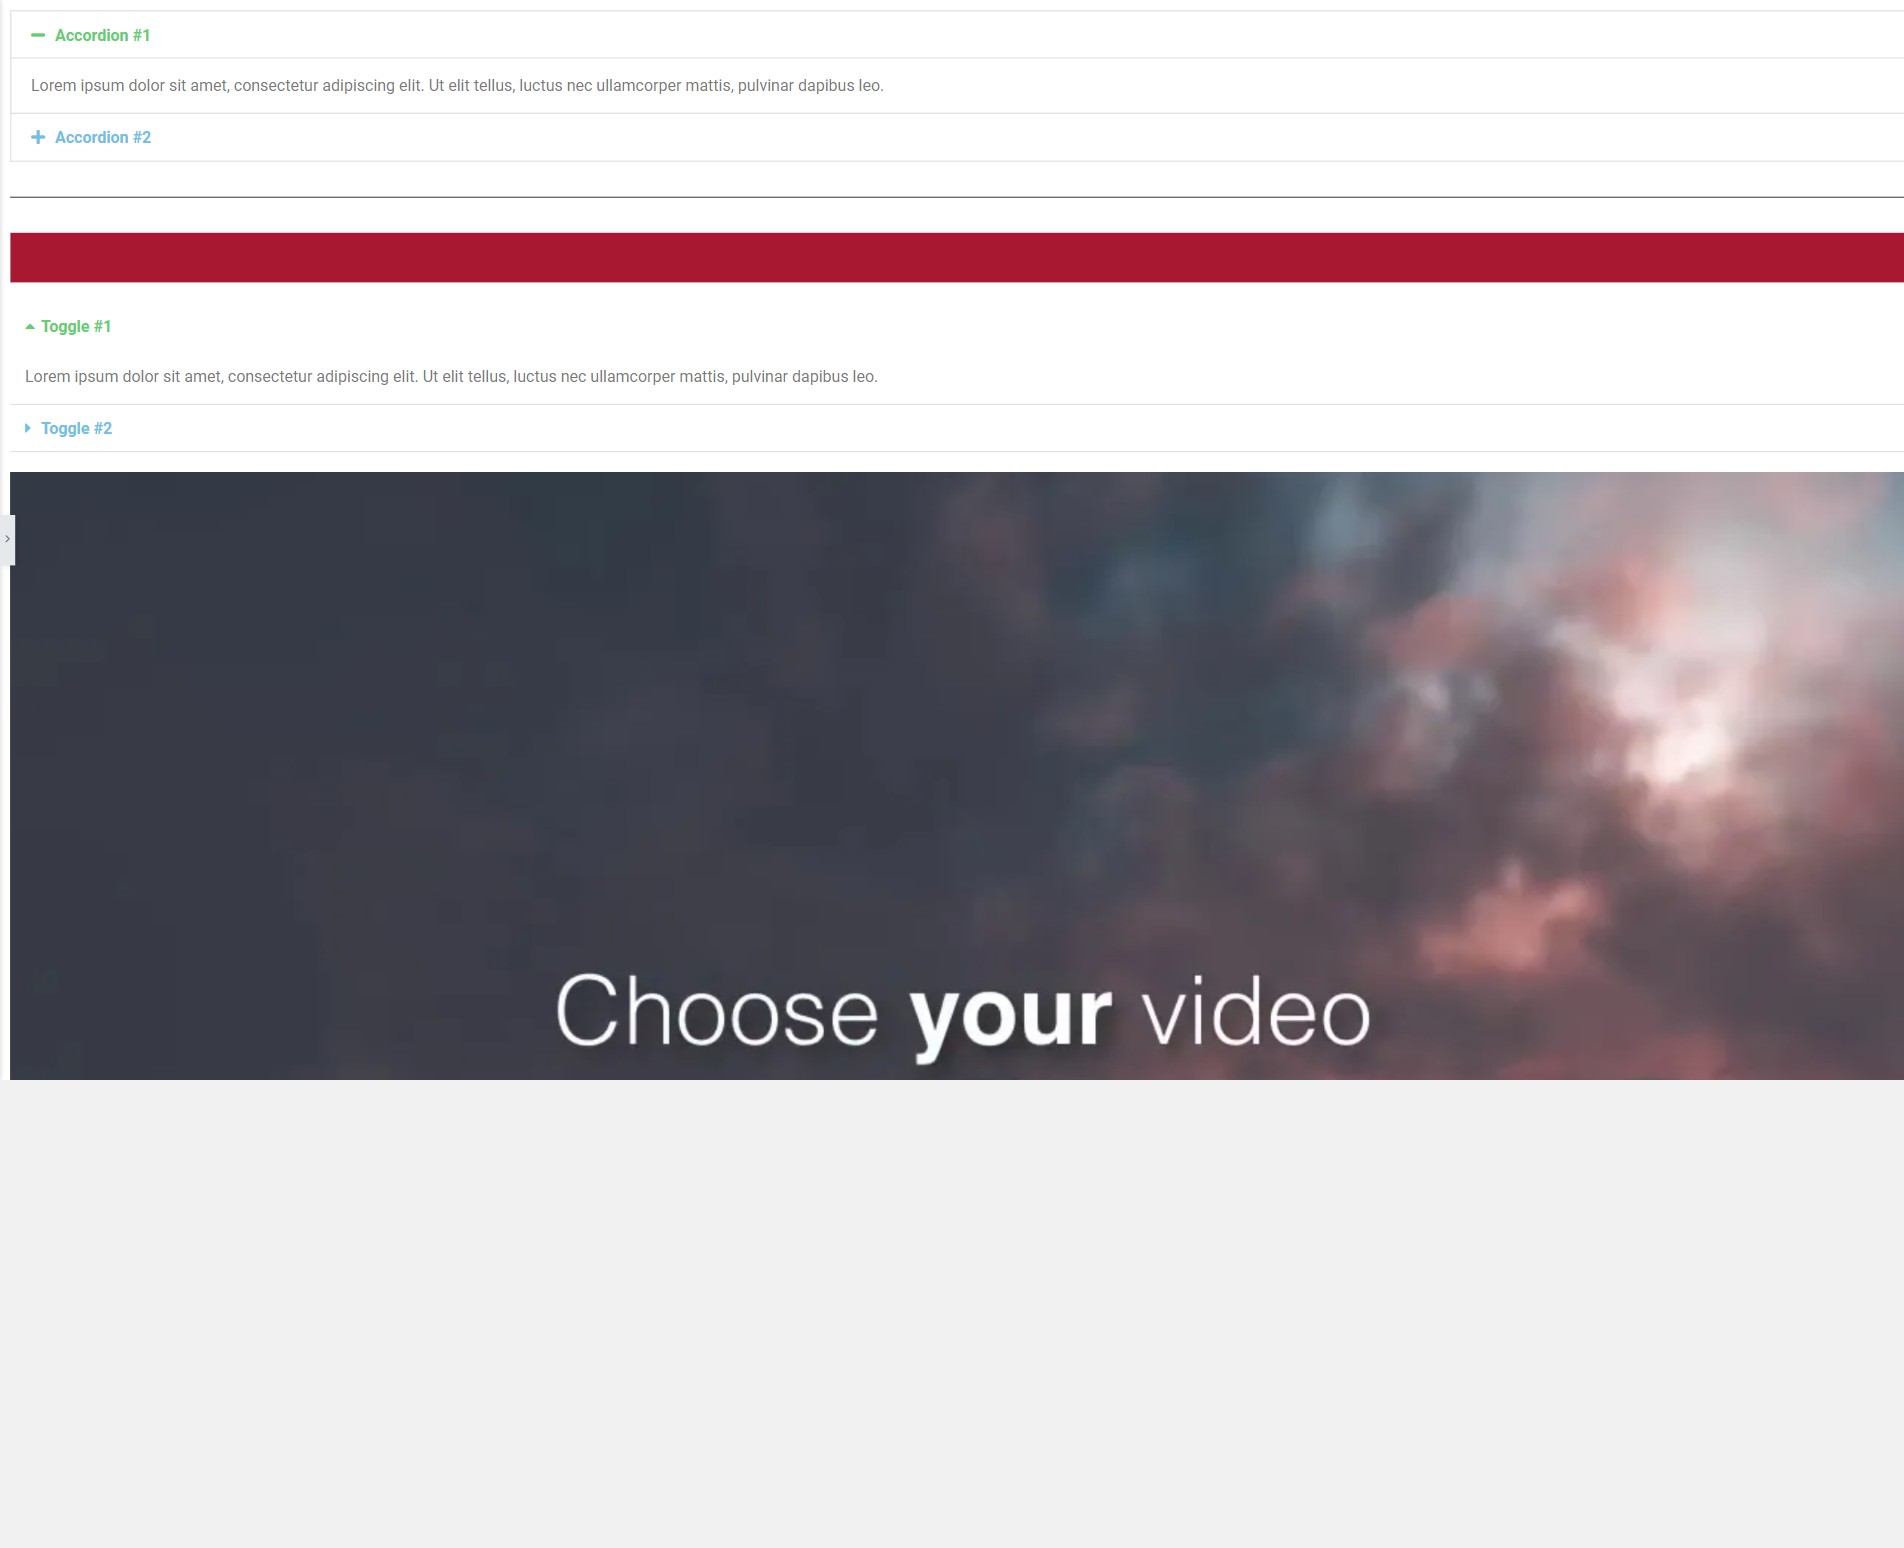 Accordion #1
Lorem ipsum dolor sit amet, consectetur adipiscing elit. Ut elit tellus, luctus nec ullamcorper mattis, pulvinar dapibus leo.
Accordion #2
Toggle #1
Lorem ipsum dolor sit amet, consectetur adipiscing elit. Ut elit tellus, luctus nec ullamcorper mattis, pulvinar dapibus leo.
Toggle #2
Choose your video